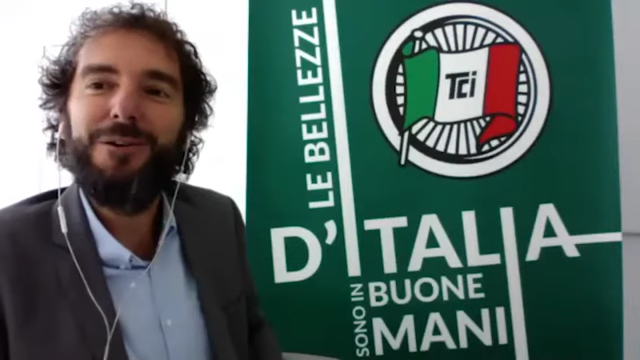 TCi
LE BELLEZZE
D'ITALIA
SONO IN
BUONE
MANI